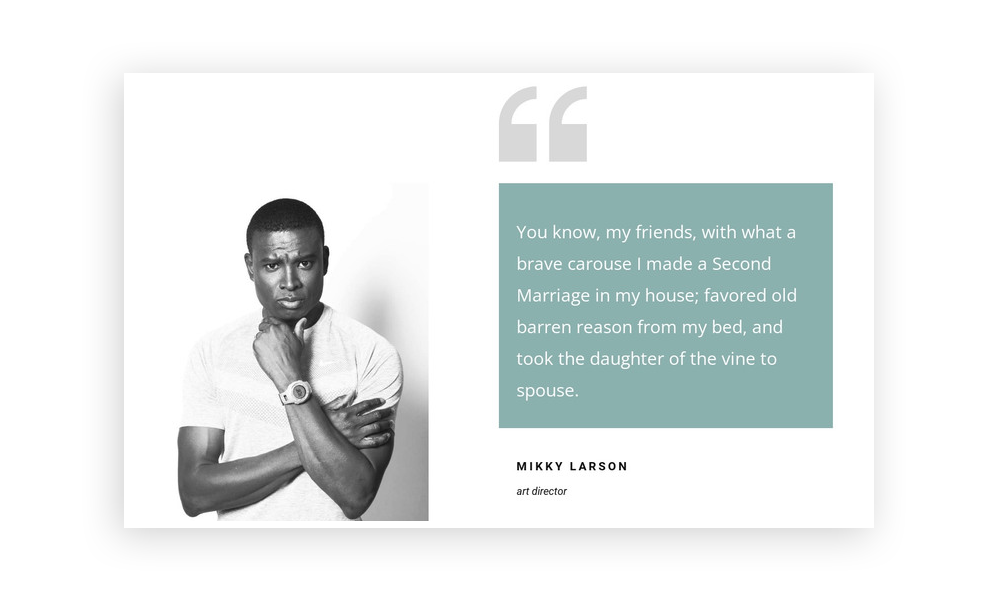 You know, my friends, with what a
brave carouse I made a Second
Marriage in my house; favored old
barren reason from my bed, and
took the daughter of the vine to
spouse.
MIKKY LARSON
art director